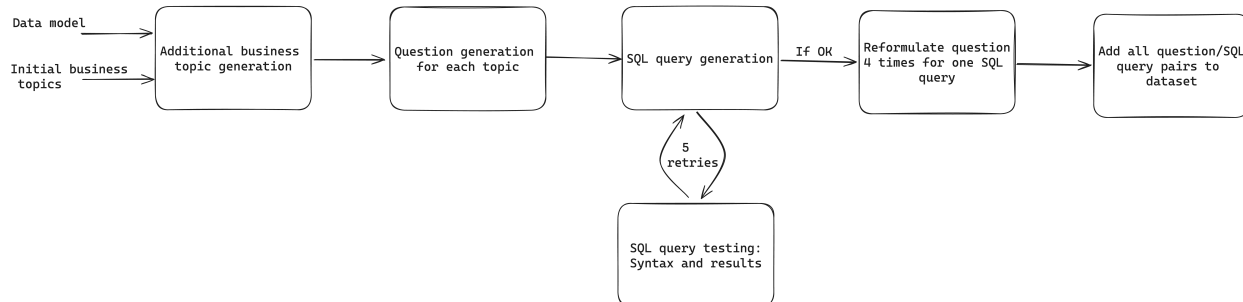 Data model
Initial business
topics
Additional business
topic generation
Question generation
for each topic
SQL query generation
If OK
Reformulate question
4 times for one SQL
query
Add all question/SQL
query pairs to
dataset
5
retries
SQL query testing:
Syntax and results